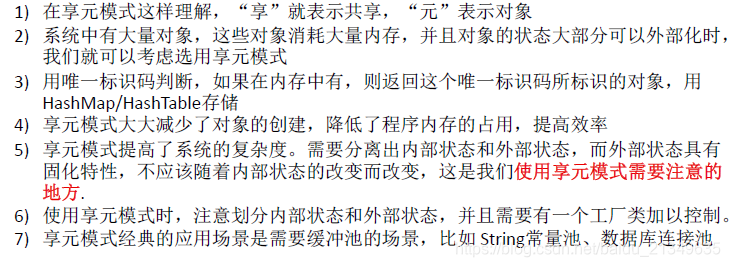 1) 在享元模式这样理解，“享”就表示共享，“元”表示对象
2) 系统中有大量对象，这些对象消耗大量内存，并且对象的状态大部分可以外部化时，
我们就可以考虑选用享元模式
3) 用唯一标识码判断，如果在内存中有，则返回这个唯一标识码所标识的对象，用
HashMap/HashTable存储
4) 享元模式大大减少了对象的创建，降低了程序内存的占用，提高效率
5) 享元模式提高了系统的复杂度。需要分离出内部状态和外部状态，而外部状态具有
固化特性，不应该随着内部状态的改变而改变，这是我们使用享元模式需要注意的
地方.
6) 使用享元模式时，注意划分内部状态和外部状态，并且需要有一个工厂类加以控制。
7) 享元模式经典的应用场景是需要缓冲池的场景，比如 String常量池、数据库连接池